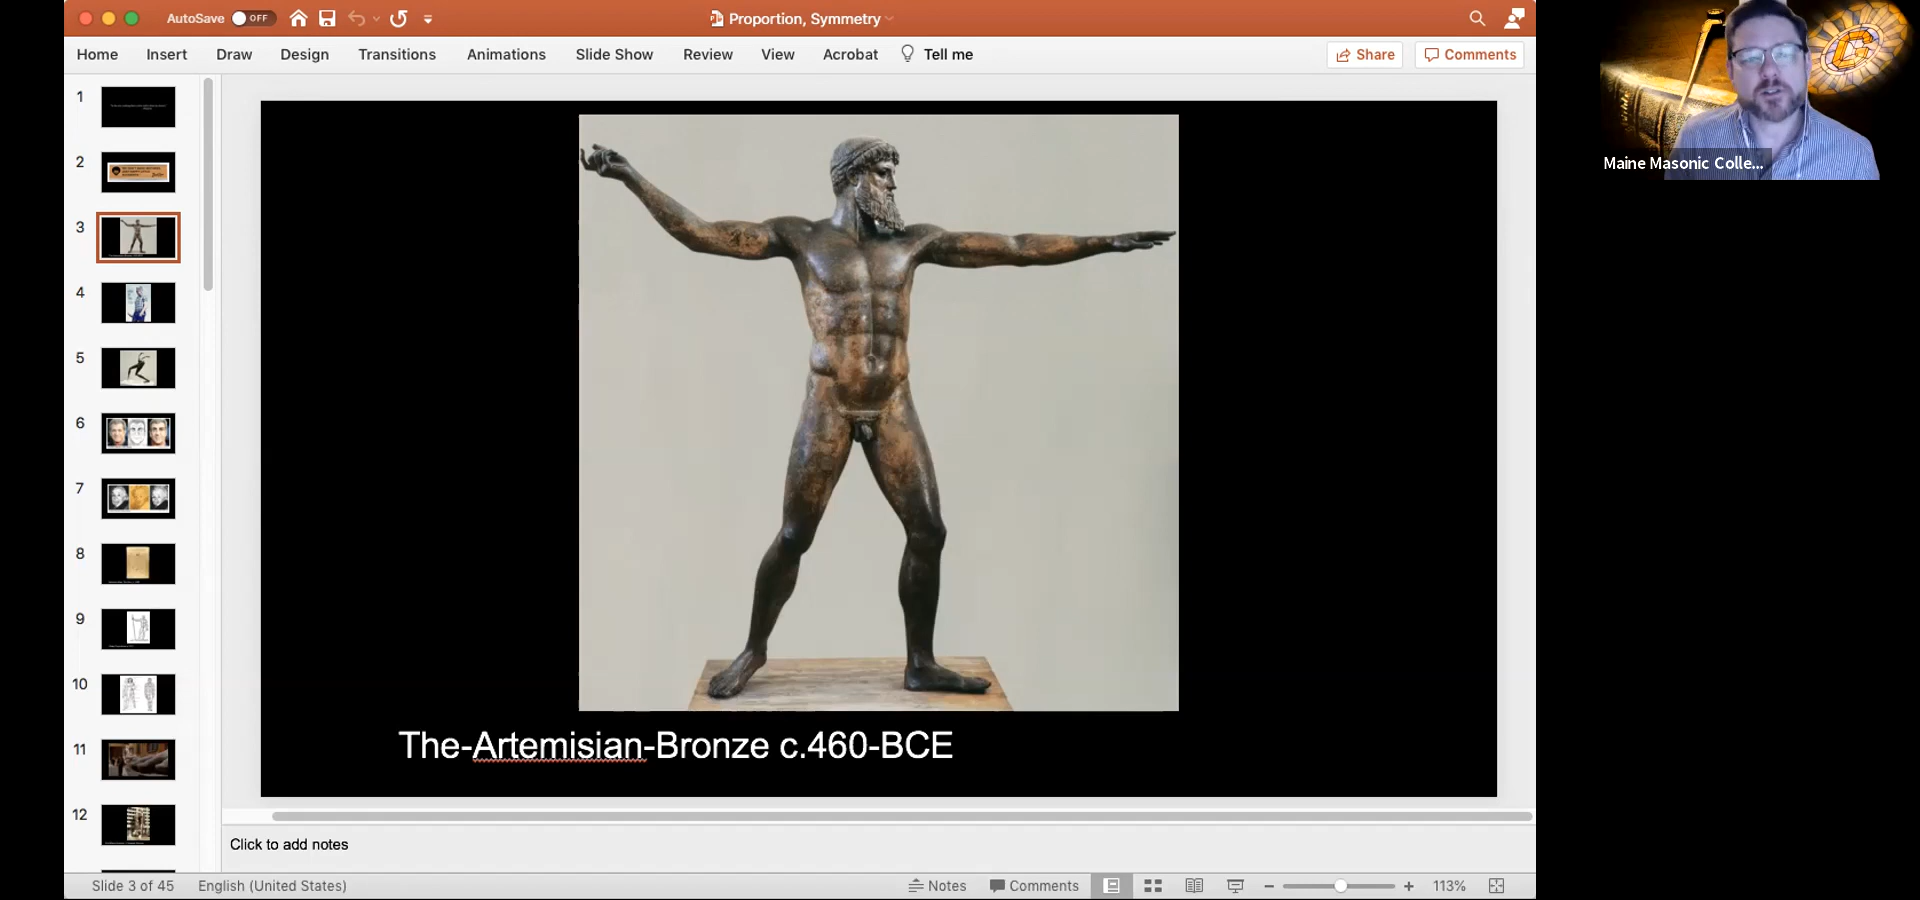 AutoSave OFF
Proportion, Symmetry
Home Insert Draw Design Transitions Animations Slide Show Review View Acrobat Tell me
Share Comments
1
2
3
4
5
6
7
8
9
10
11
12
The-Artemisian-Bronze c.460-BCE
Click to add notes
Slide 3 of 45 English (United States)
Notes Comments 113%
Maine Masonic Colle...
G